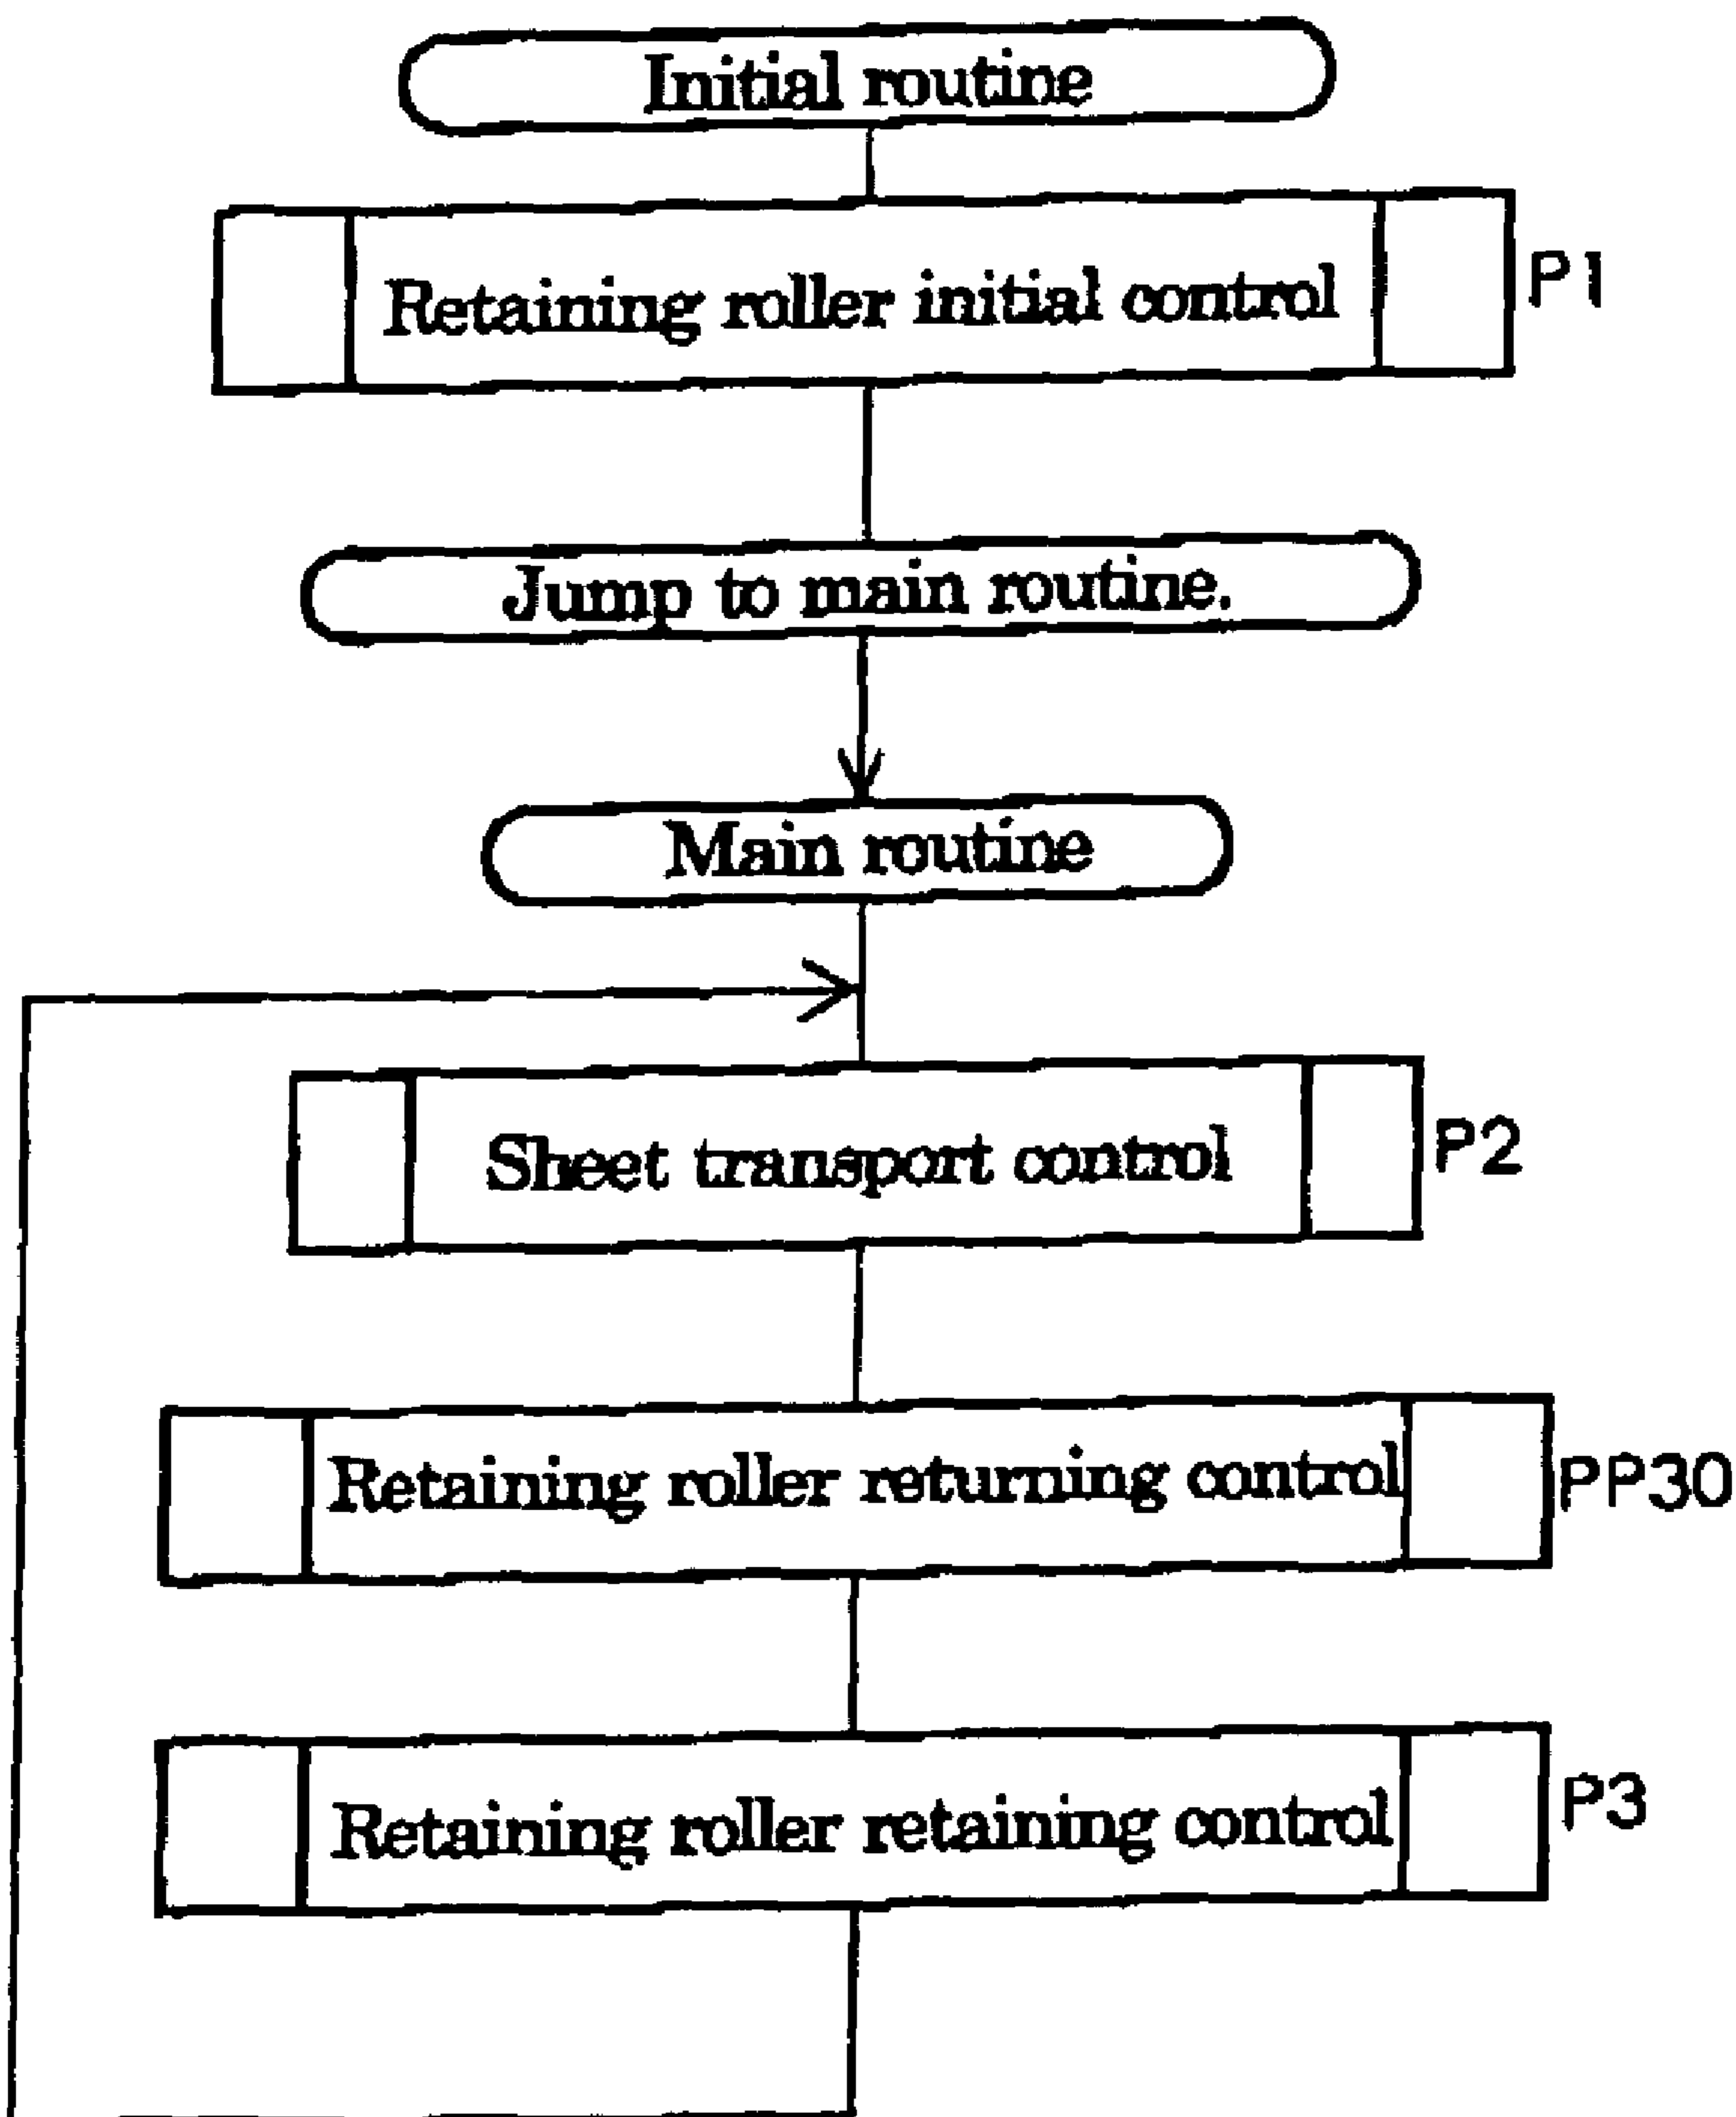 Initial routine
Retaining roller initial control
P1
Jump to main routine.
Main routine
Sheet transport control
P2
Retaining roller returning control
PP30
Retaining roller retaining control
P3